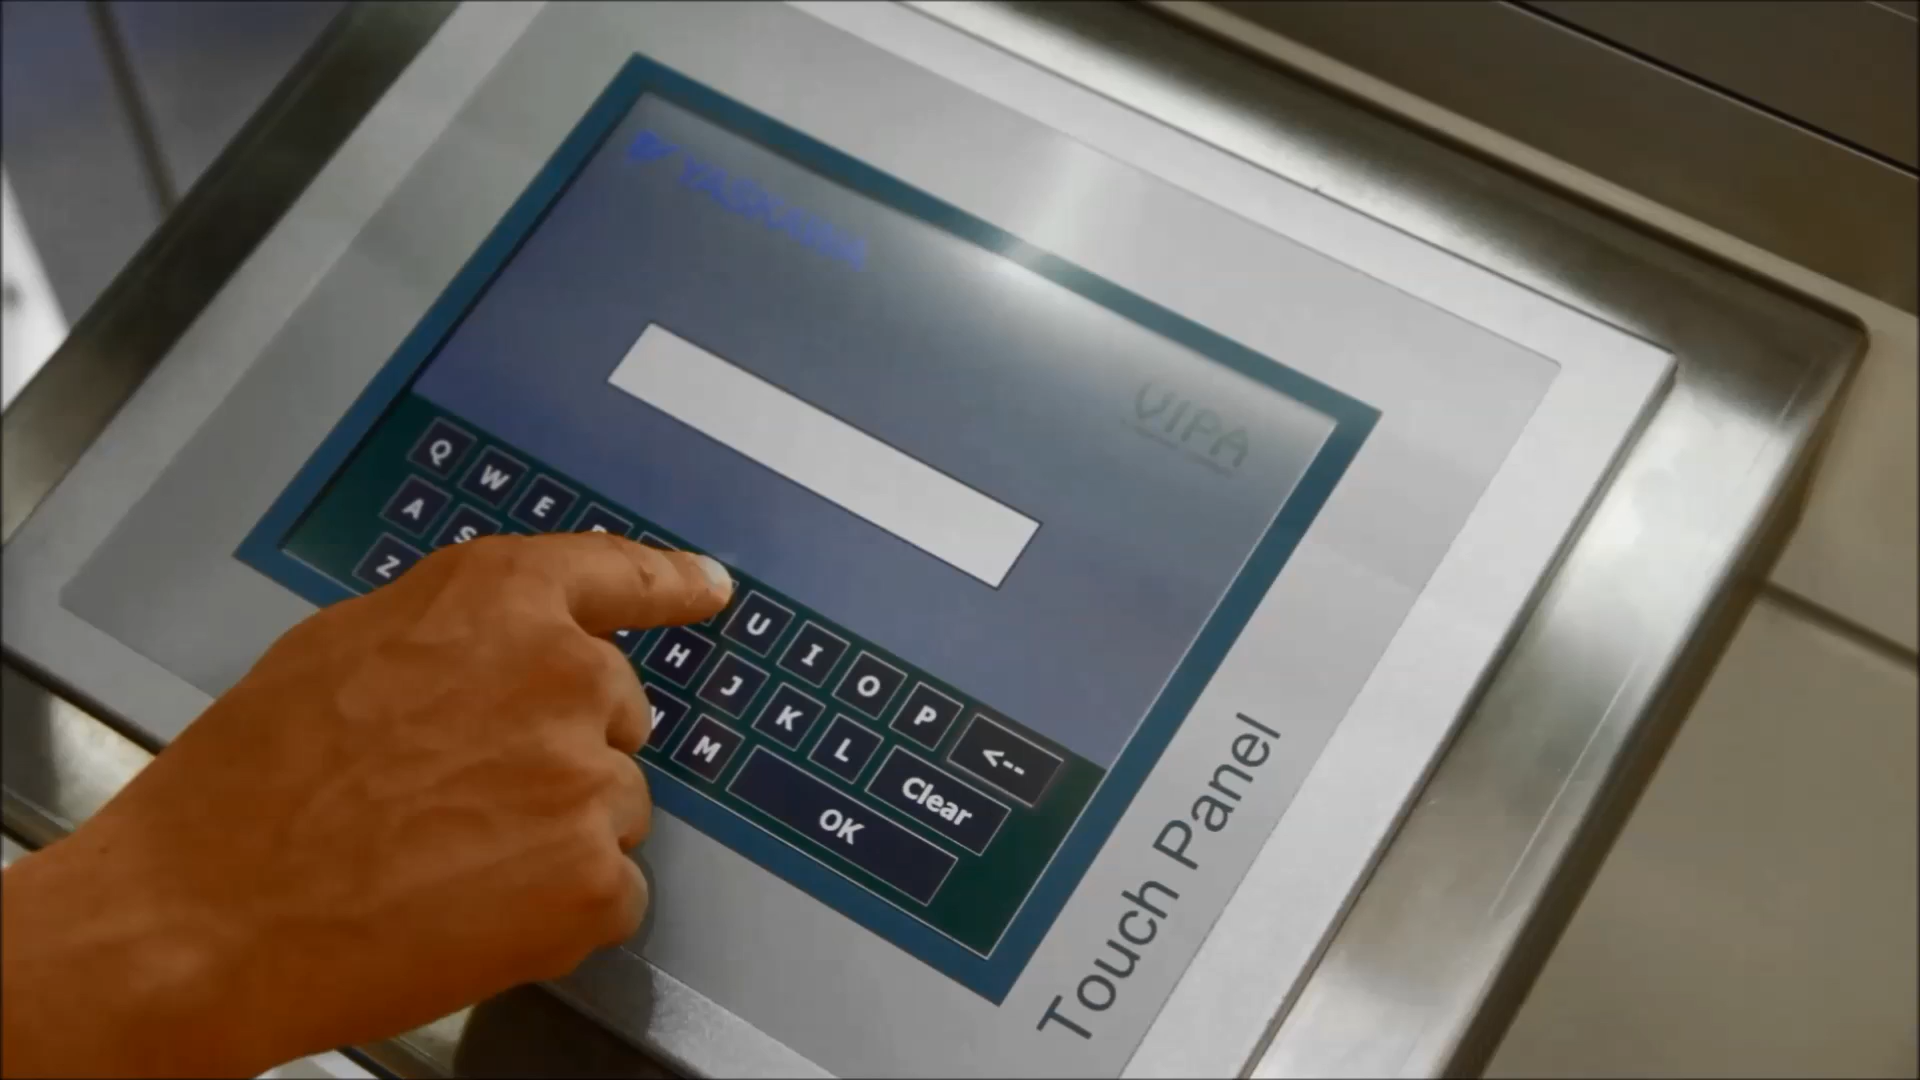 YASKAWA
VIPA
Q W E
A S
Z
U I O P <--
H J K L Clear
M OK
Touch Panel